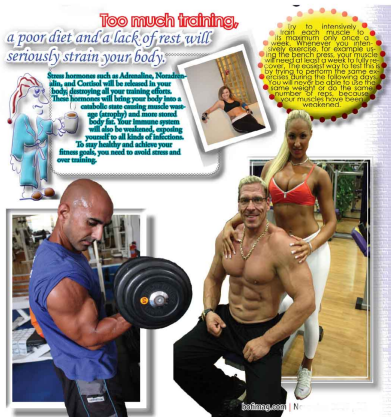 Too much training,
a poor diet and a lack of rest will
seriously strain your body.
Stress hormones such as Adrenaline, Noradren-
alin, and Cortisol will be released in your
body, destroying all your training efforts.
These hormones will bring your body into a
catabolic state causing muscle wast-
age (atrophy) and more stored
body fat. Your immune system
will also be weakened, exposing
yourself to all kinds of infections.
To stay healthy and achieve your
fitness goals, you need to avoid stress and
over training.
Try to intensively
train each muscle to
its maximum only once a
week. Whenever you inten-
sively exercise, for example us-
ing the bench press, your muscle
will need at least a week to fully re-
cover. The easiest way to test this is
by trying to perform the same ex-
ercises during the following days.
You will never be able to lift the
same weight or do the same
number of reps, because
your muscles have been
weakened.
bofimag.com | N